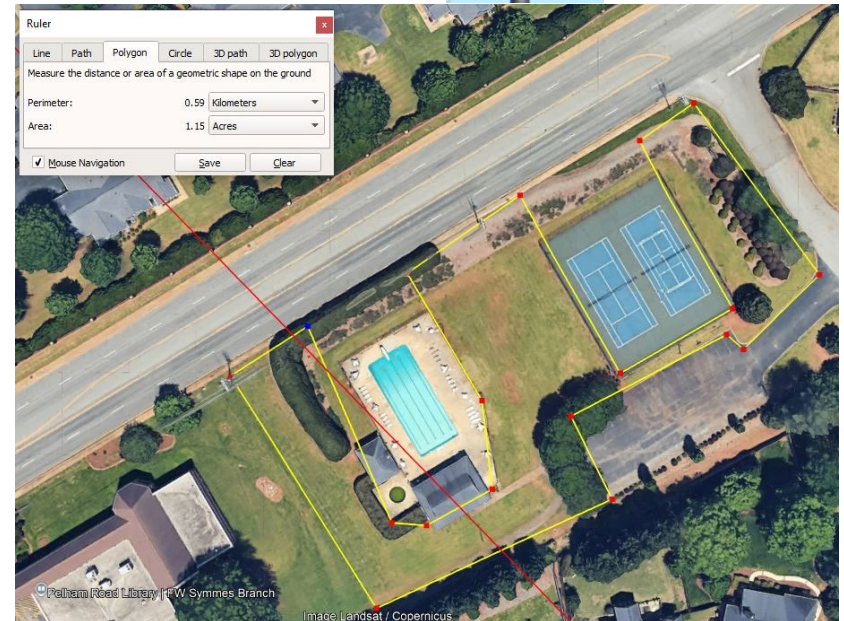 Ruler
x
Line Path Polygon Circle 3D path 3D polygon
Measure the distance or area of a geometric shape on the ground
Perimeter: 0.59 Kilometers
Area: 1.15 Acres
Mouse Navigation Save Clear
Pelham Road Library | FW Symmes Branch
Image Landsat / Copernicus